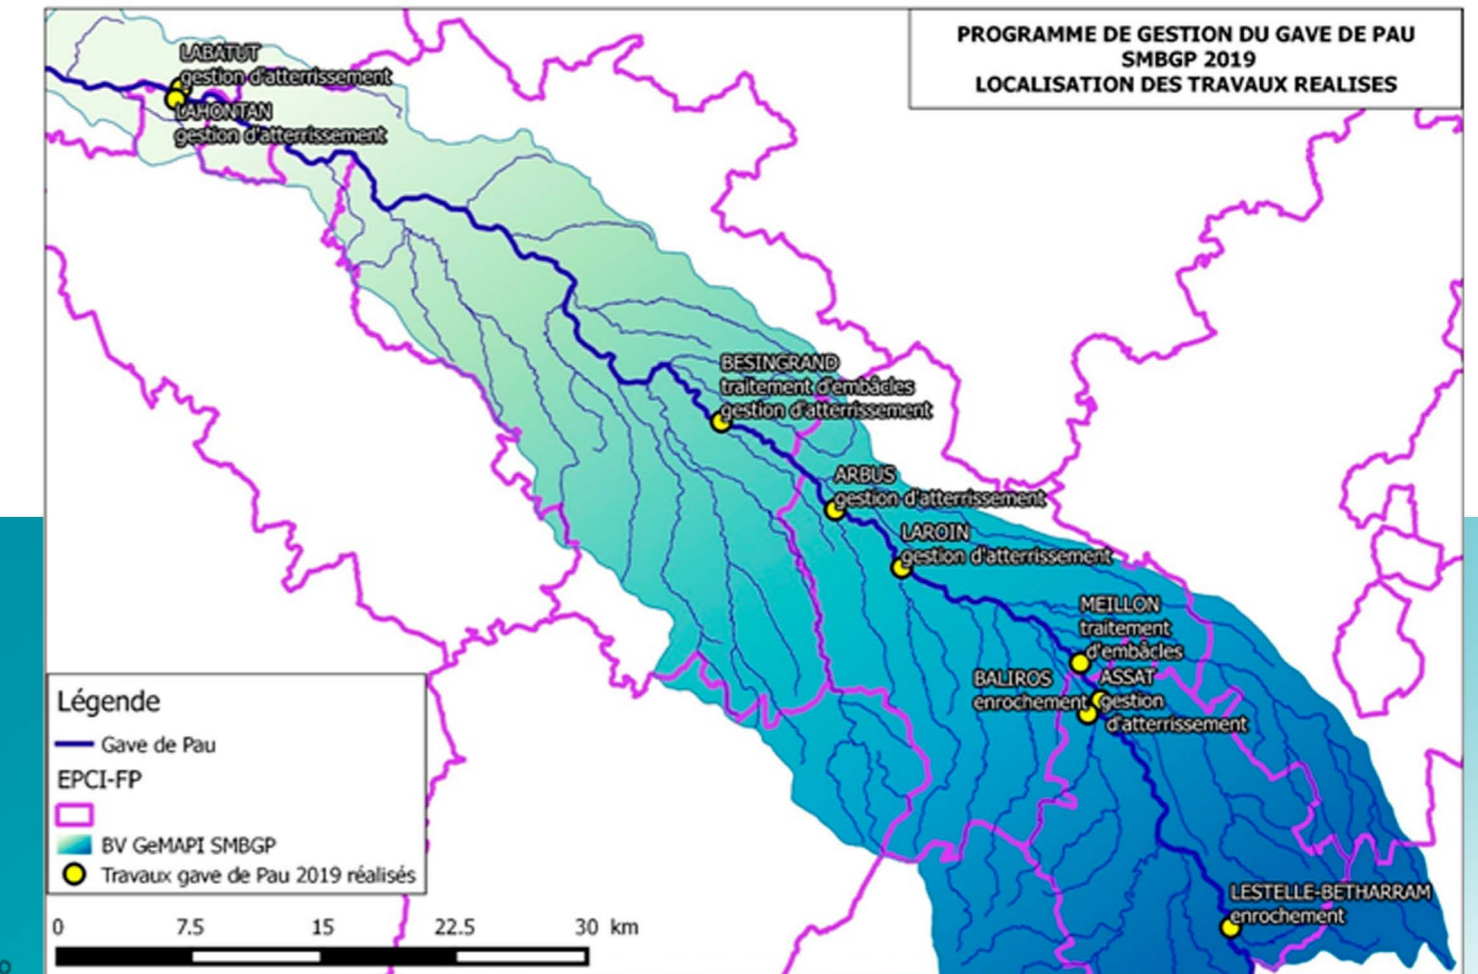 PROGRAMME DE GESTION DU GAVE DE PAU
SMBGP 2019
LOCALISATION DES TRAVAUX REALISES
LABATUT
gestion d'atterrissement
LAHONTAN
gestion d'atterrissement
BESINGRAND
traitement d'embâcles
gestion d'atterrissement
ARBUS
gestion d'atterrissement
LAROIN
gestion d'atterrissement
MEILLON
traitement
d'embâcles
BALIROS
enrochement
ASSAT
gestion
d'atterrissement
LESTELLE-BETHARRAM
enrochement
Légende
Gave de Pau
EPCI-FP
BV GeMAPI SMBGP
Travaux gave de Pau 2019 réalisés
0 7.5 15 22.5 30 km